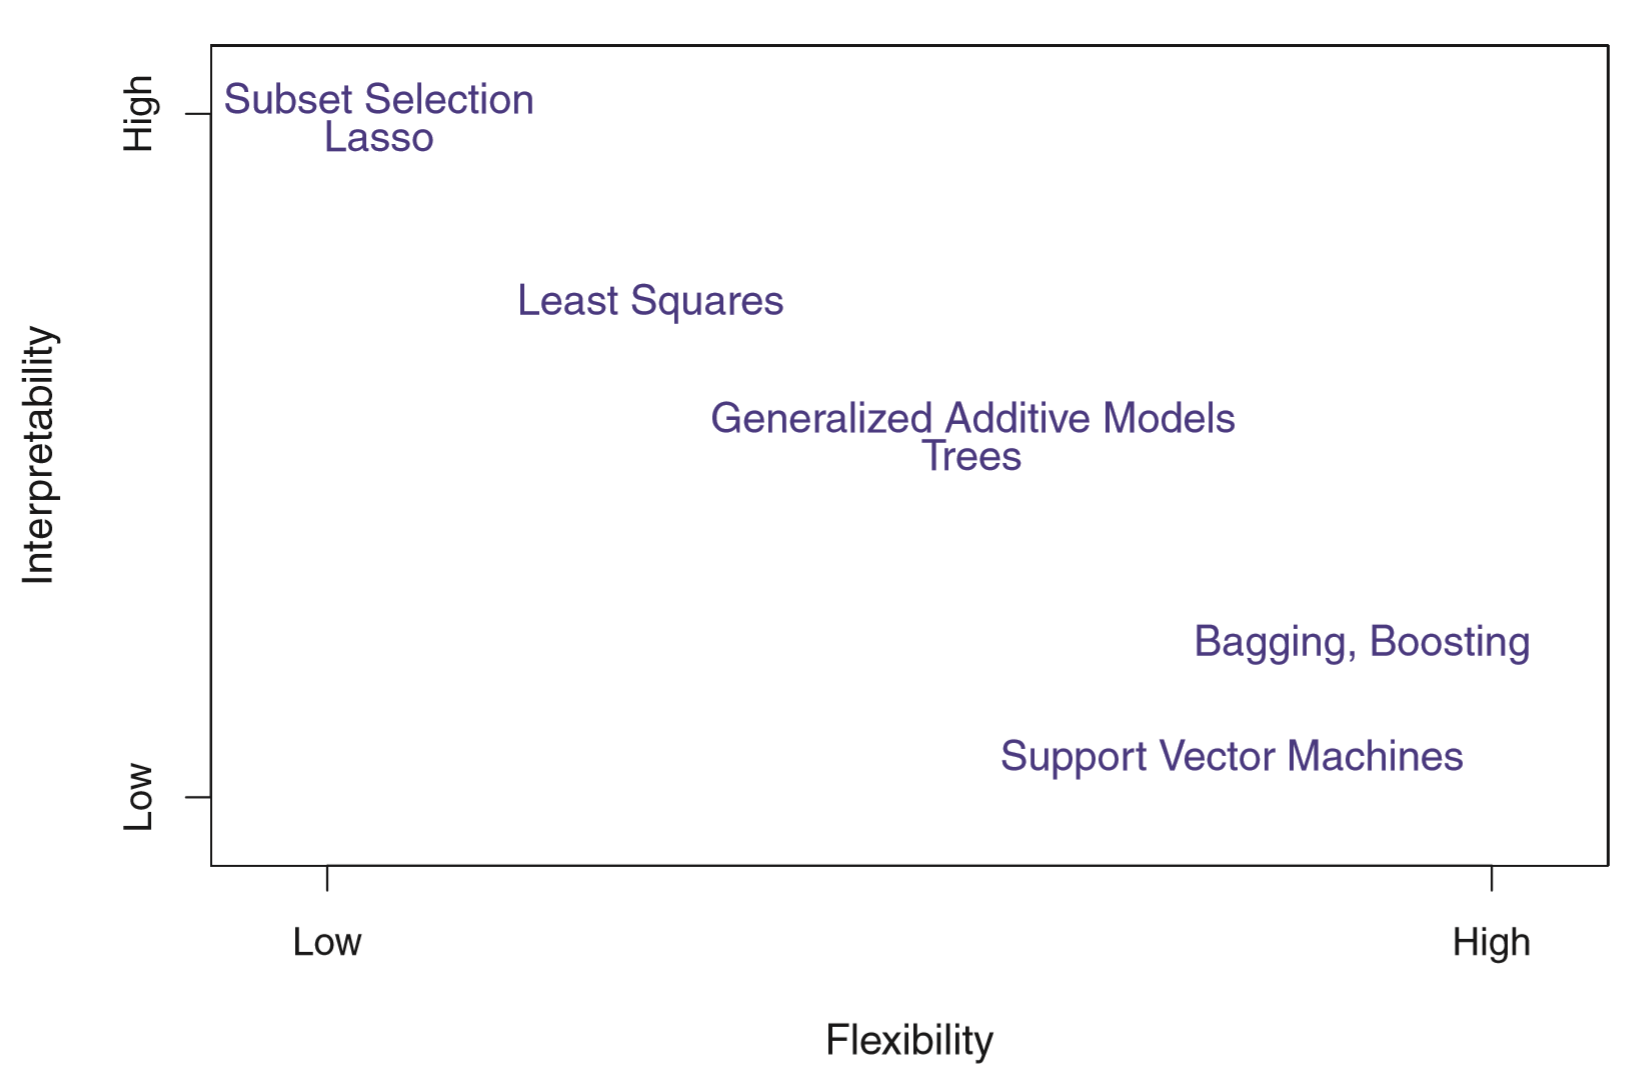 High
Subset Selection
Lasso
Least Squares
Interpretability
Generalized Additive Models
Trees
Bagging, Boosting
Support Vector Machines
Low
Low
High
Flexibility